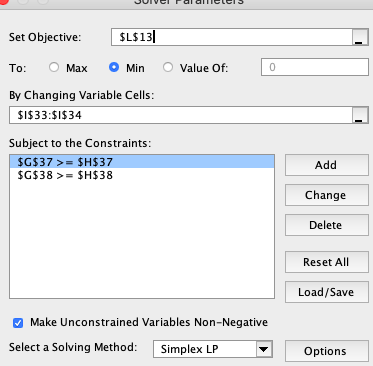 Solver Parameters
Set Objective: $L$13
To: Max Min Value Of: 0
By Changing Variable Cells:
$I$33:$I$34
Subject to the Constraints:
$G$37 >= $H$37
$G$38 >= $H$38
Add
Change
Delete
Reset All
Load/Save
Make Unconstrained Variables Non-Negative
Select a Solving Method: Simplex LP Options